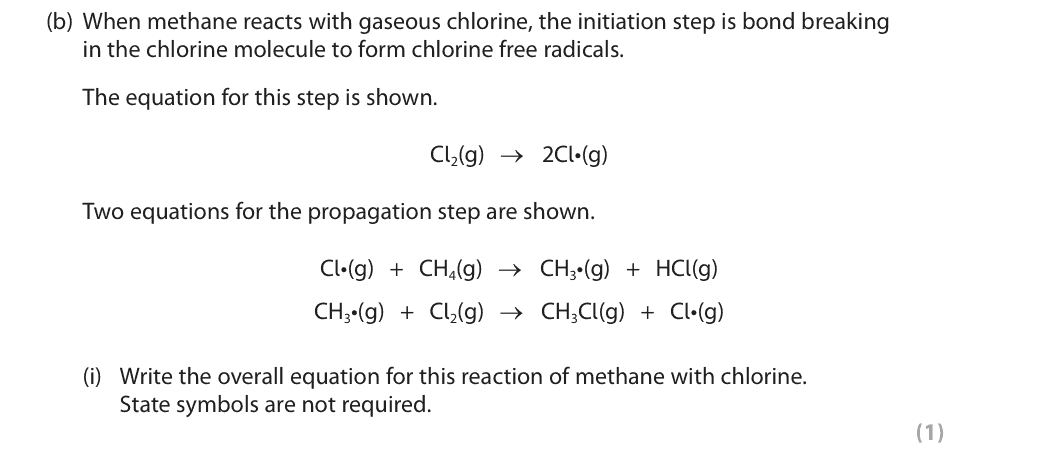 (b) When methane reacts with gaseous chlorine, the initiation step is bond breaking
in the chlorine molecule to form chlorine free radicals.
The equation for this step is shown.
Cl₂(g) → 2Cl•(g)
Two equations for the propagation step are shown.
Cl•(g) + CH₄(g) → CH₃•(g) + HCl(g)
CH₃•(g) + Cl₂(g) → CH₃Cl(g) + Cl•(g)
(i) Write the overall equation for this reaction of methane with chlorine.
State symbols are not required.
(1)